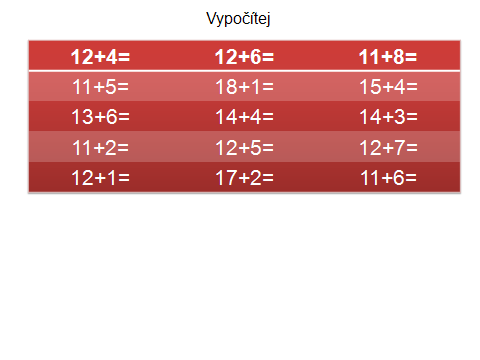 Vypočítej
12+4= 12+6= 11+8=
11+5= 18+1= 15+4=
13+6= 14+4= 14+3=
11+2= 12+5= 12+7=
12+1= 17+2= 11+6=